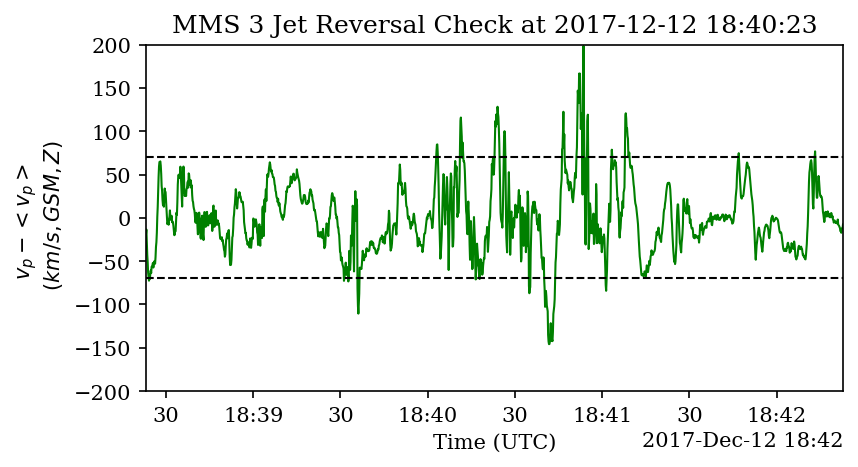 MMS 3 Jet Reversal Check at 2017-12-12 18:40:23
200
150
100
50
0
−50
−100
−150
−200
v_p − < v_p >
(km/s, GSM, Z)
30 18:39 30 18:40 30 18:41 30 18:42
Time (UTC)
2017-Dec-12 18:42